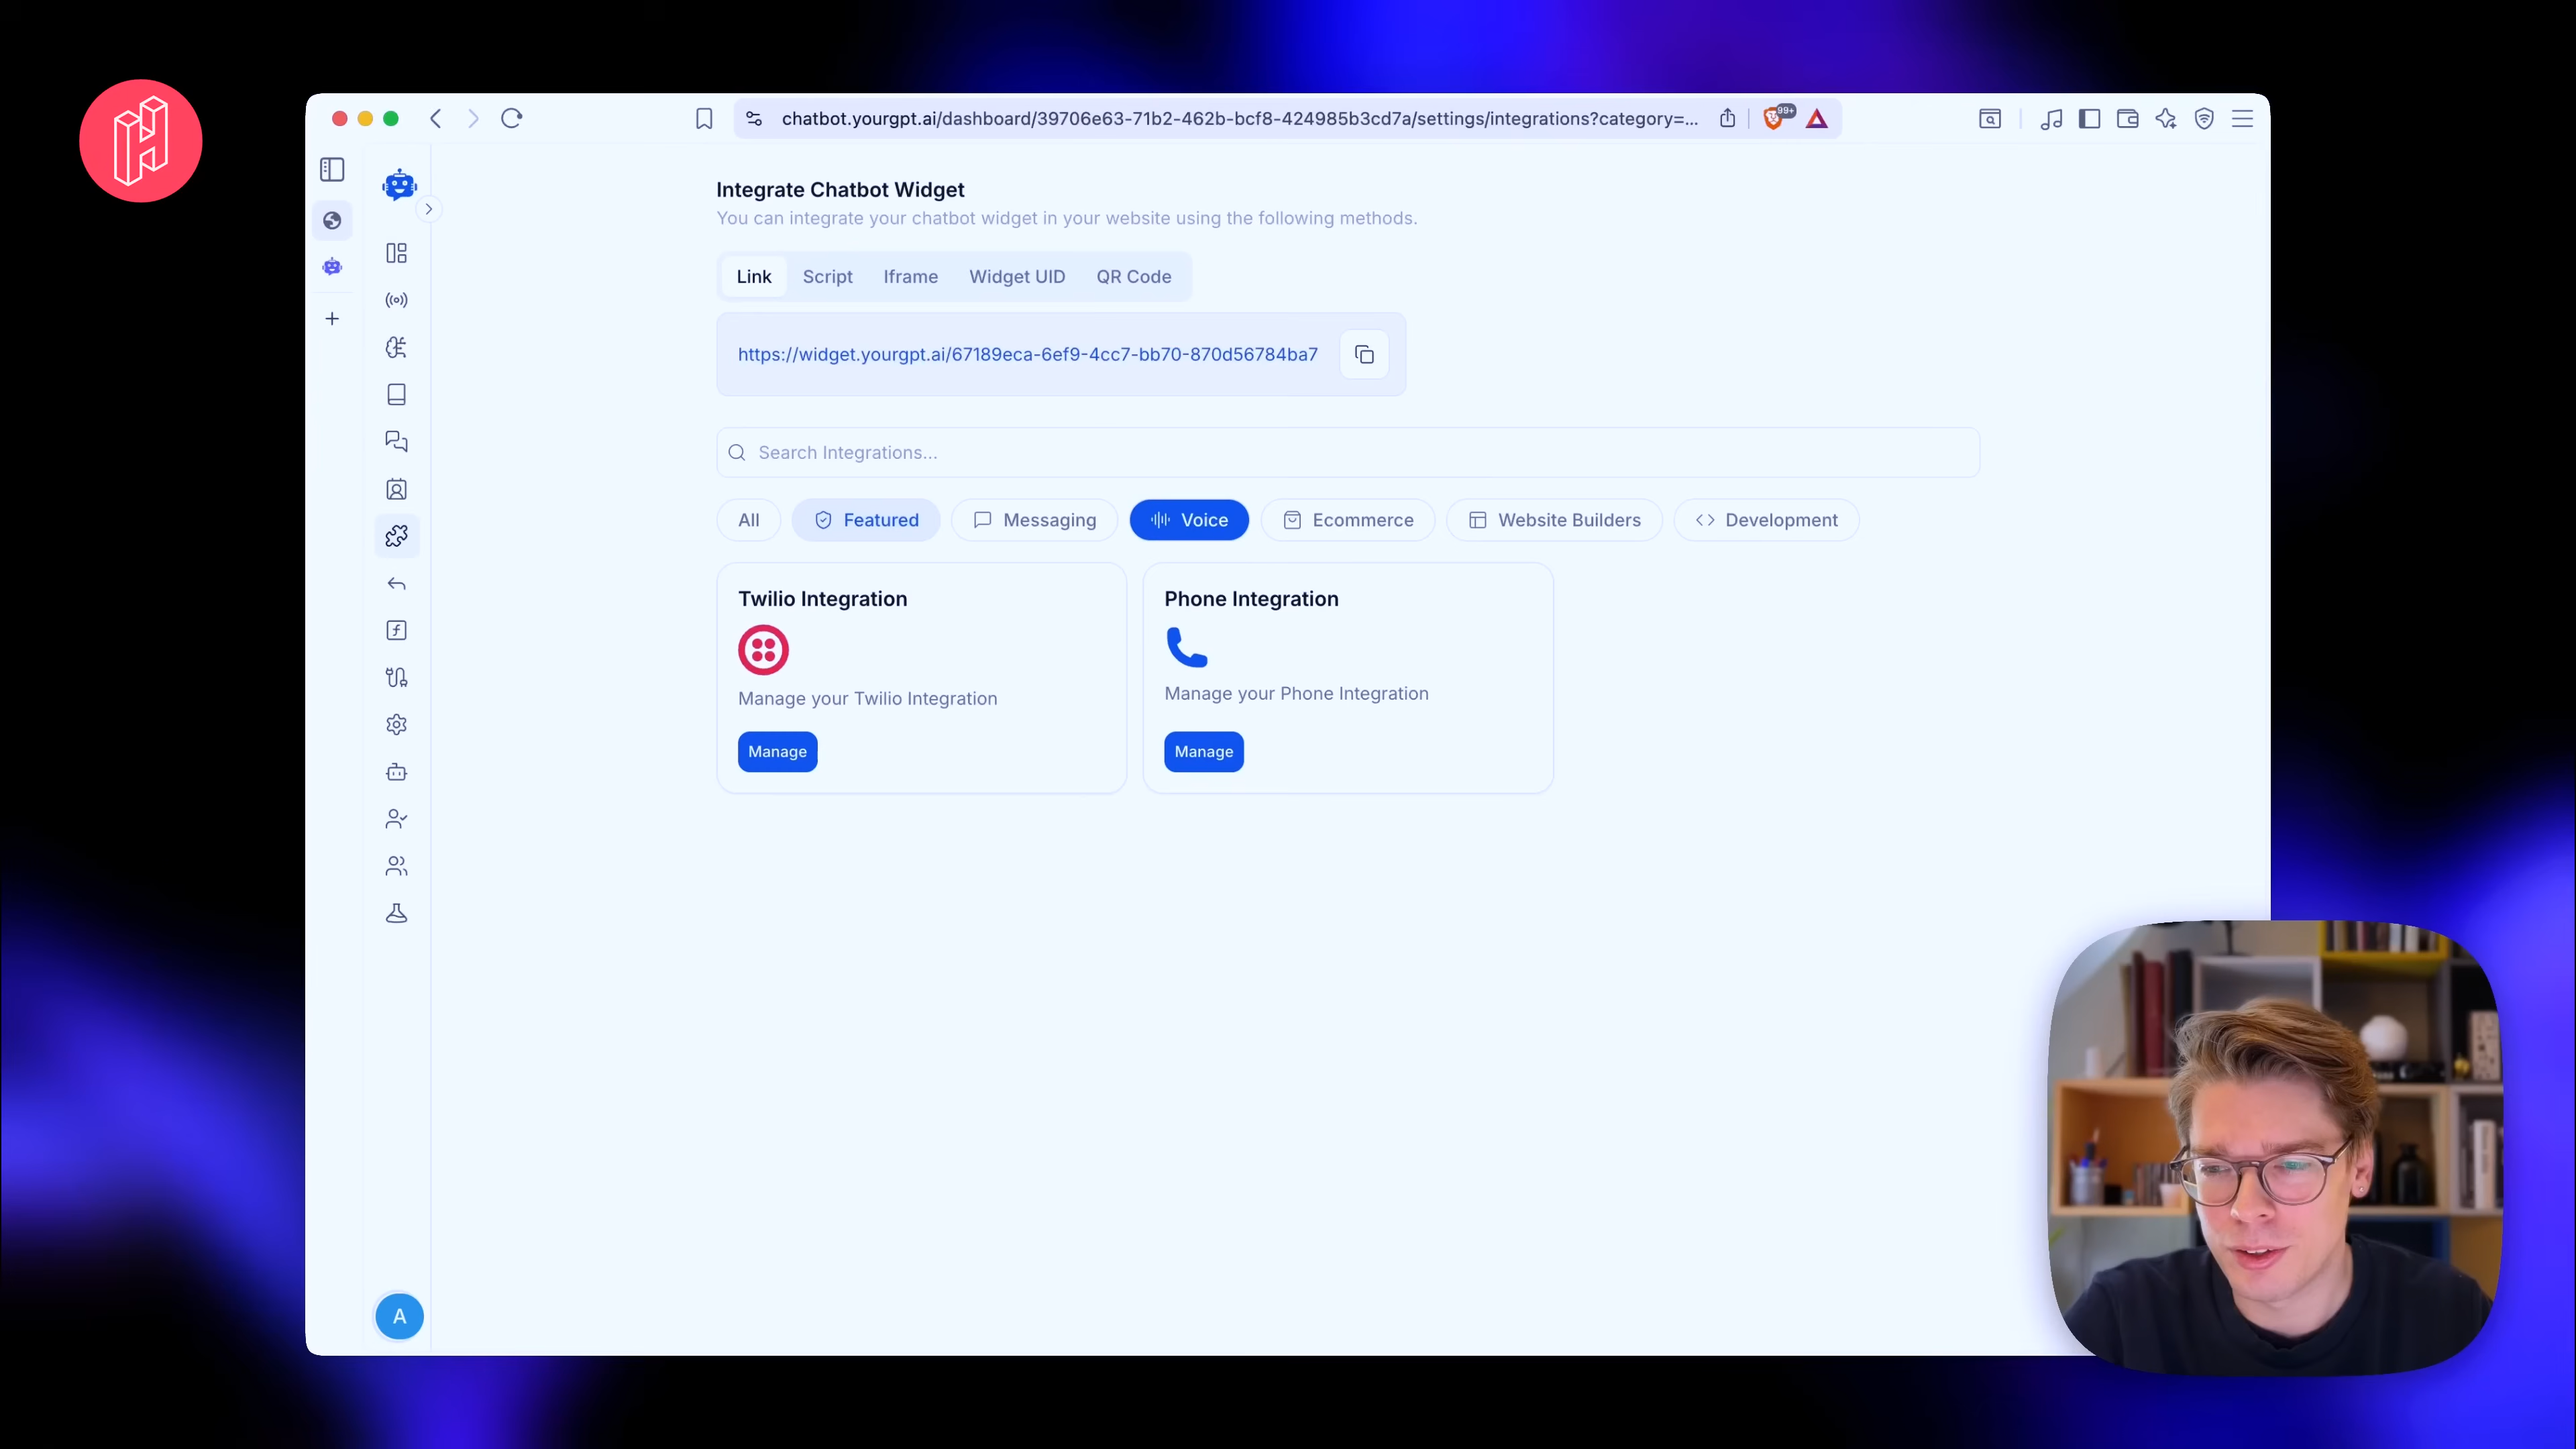 chatbot.yourgpt.ai/dashboard/39706e63-71b2-462b-bcf8-424985b3cd7a/settings/integrations?category=...
99+
Integrate Chatbot Widget
You can integrate your chatbot widget in your website using the following methods.
Link Script Iframe Widget UID QR Code
https://widget.yourgpt.ai/67189eca-6ef9-4cc7-bb70-870d56784ba7
Search Integrations...
All Featured Messaging Voice Ecommerce Website Builders Development
Twilio Integration
Manage your Twilio Integration
Manage
Phone Integration
Manage your Phone Integration
Manage
A